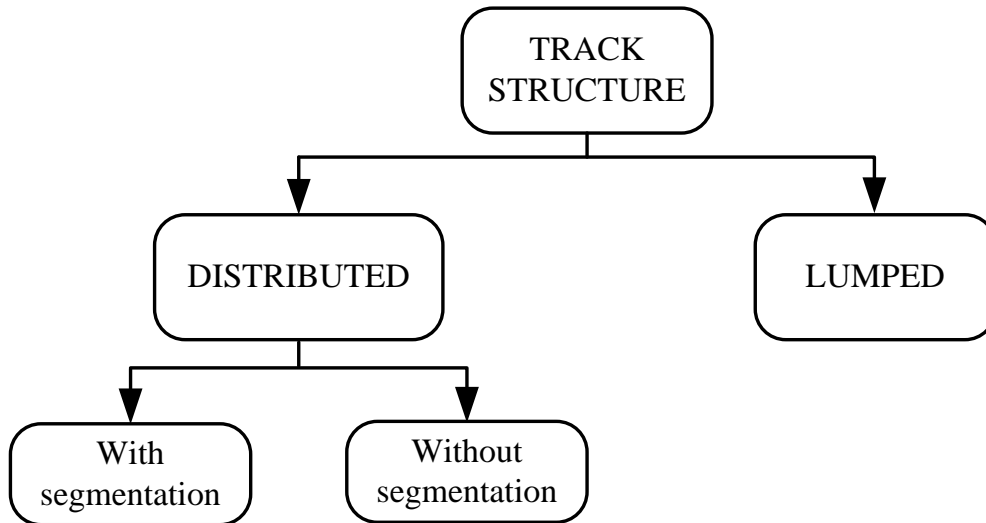 TRACK
STRUCTURE
DISTRIBUTED
LUMPED
With
segmentation
Without
segmentation